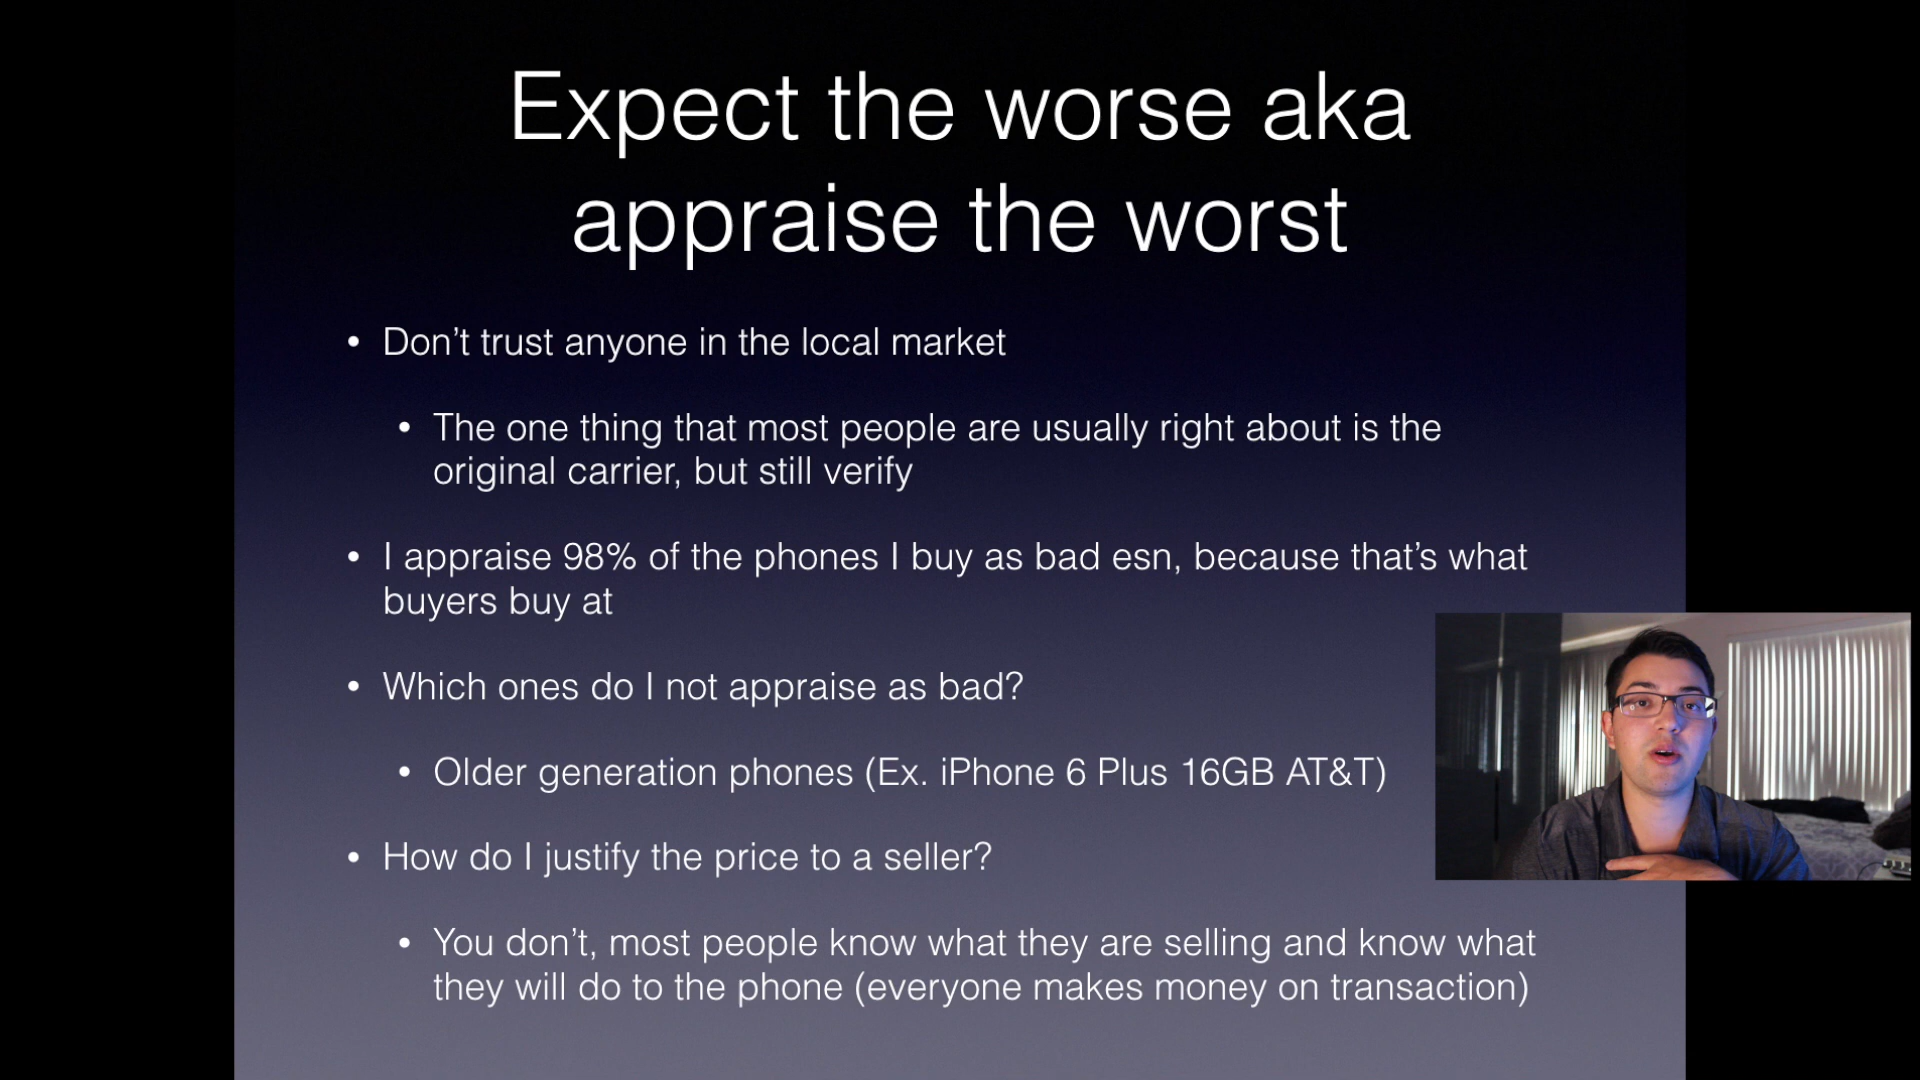 Expect the worse aka
appraise the worst
• Don't trust anyone in the local market
• The one thing that most people are usually right about is the
original carrier, but still verify
• I appraise 98% of the phones I buy as bad esn, because that's what
buyers buy at
• Which ones do I not appraise as bad?
• Older generation phones (Ex. iPhone 6 Plus 16GB AT&T)
• How do I justify the price to a seller?
• You don't, most people know what they are selling and know what
they will do to the phone (everyone makes money on transaction)